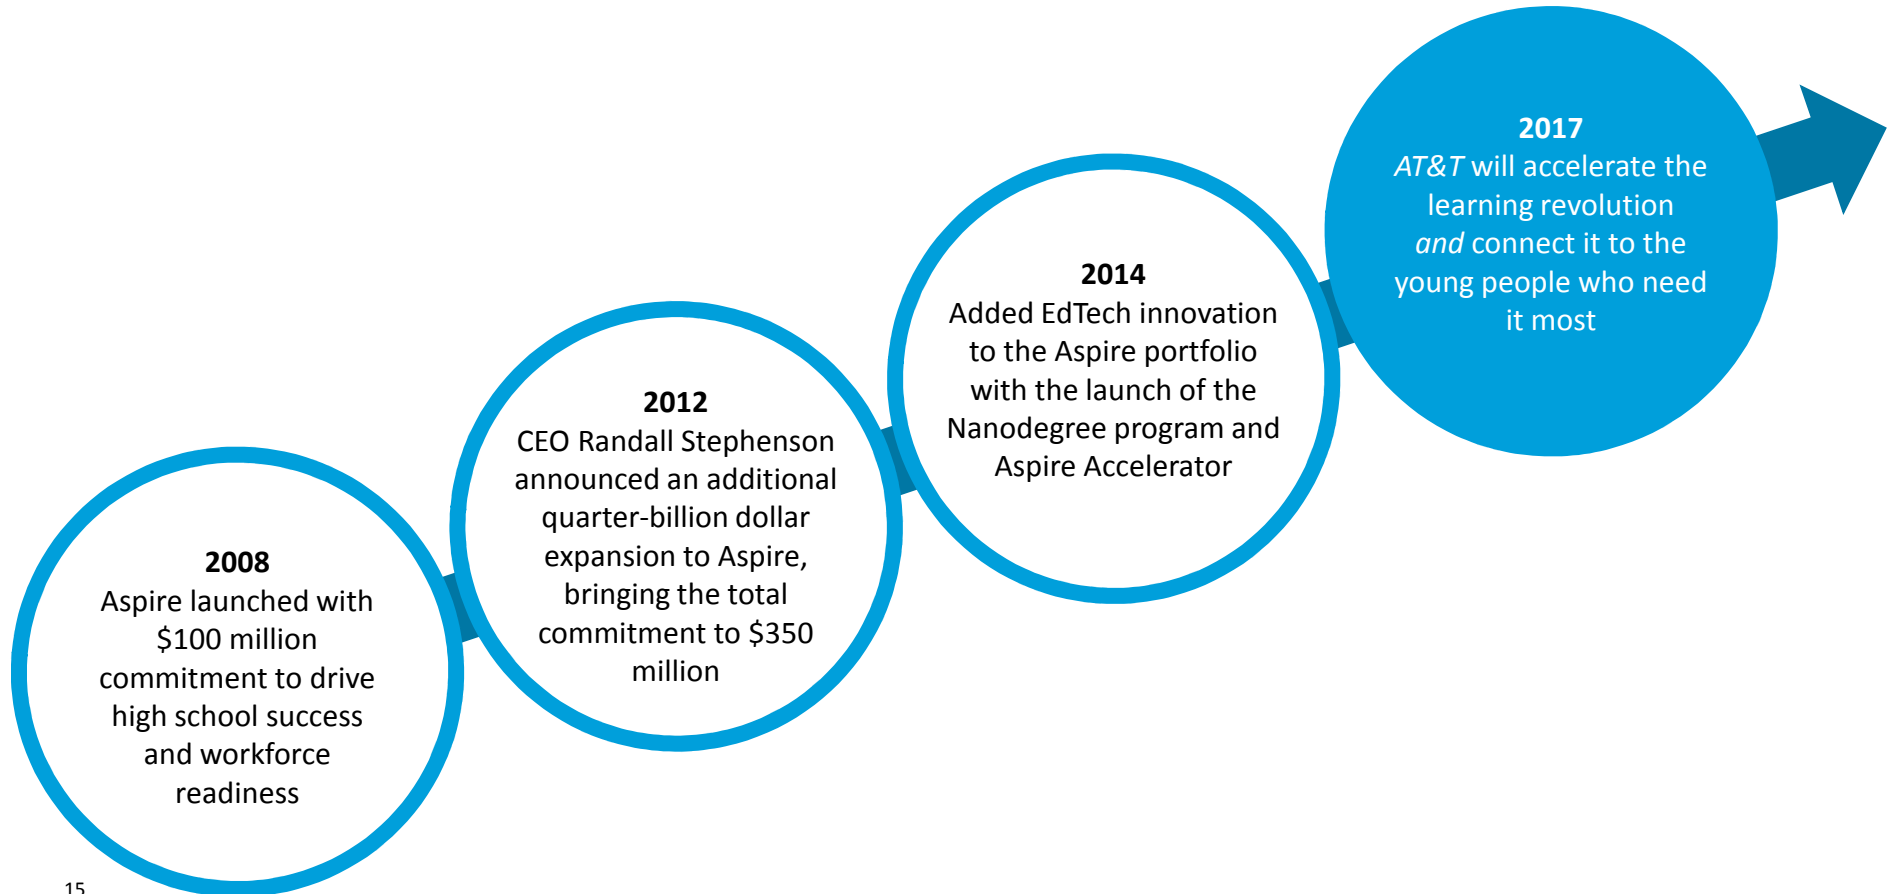 2008
Aspire launched with
$100 million
commitment to drive
high school success
and workforce
readiness
2012
CEO Randall Stephenson
announced an additional
quarter-billion dollar
expansion to Aspire,
bringing the total
commitment to $350
million
2014
Added EdTech innovation
to the Aspire portfolio
with the launch of the
Nanodegree program and
Aspire Accelerator
2017
AT&T will accelerate the
learning revolution
and connect it to the
young people who need
it most
15